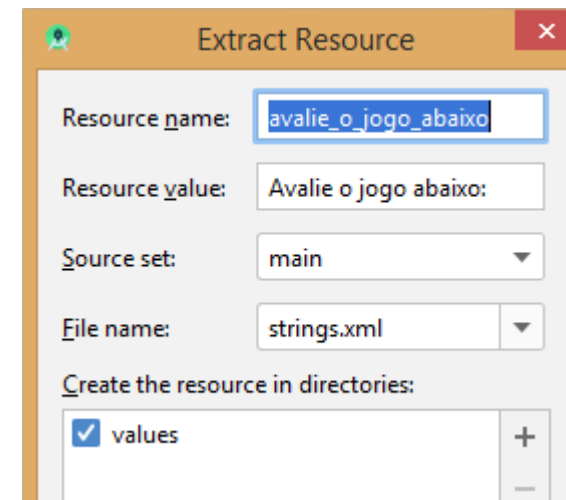 Extract Resource
Resource name: avalie_o_jogo_abaixo
Resource value: Avalie o jogo abaixo:
Source set: main
File name: strings.xml
Create the resource in directories:
values